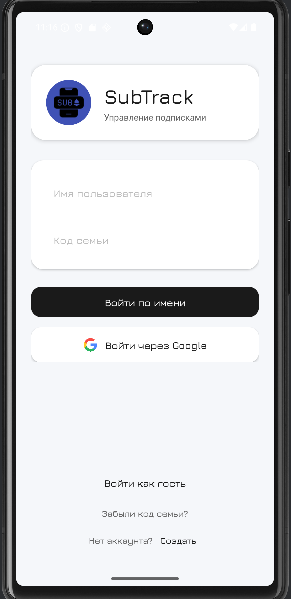 SUB
SubTrack
Управление подписками
Имя пользователя
Код семьи
Войти по имени
Войти через Google
Войти как гость
Забыли код семьи?
Нет аккаунта? Создать